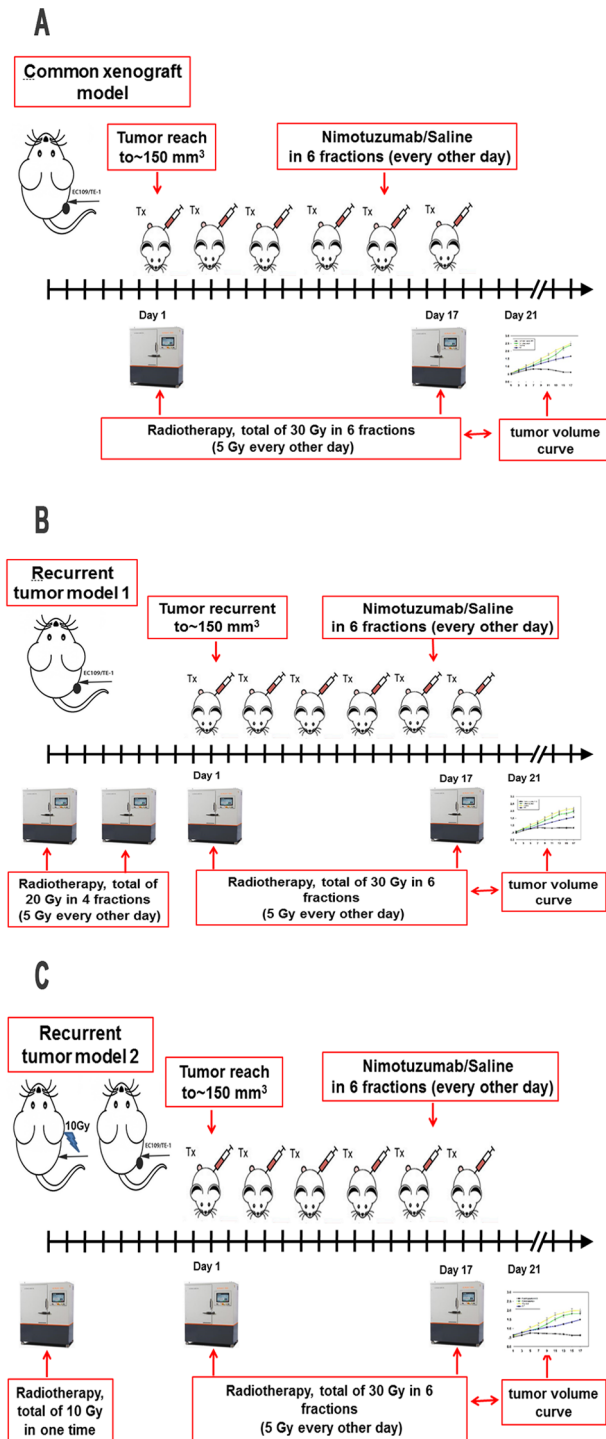 A
Common xenograft
model
Tumor reach
to~150 mm³
Nimotuzumab/Saline
in 6 fractions (every other day)
EC109/TE-1
Tx Tx Tx Tx Tx Tx
Day 1
Day 17
Day 21
Radiotherapy, total of 30 Gy in 6 fractions
(5 Gy every other day)
tumor volume
curve
B
Recurrent
tumor model 1
Tumor recurrent
to~150 mm³
Nimotuzumab/Saline
in 6 fractions (every other day)
EC109/TE-1
Tx Tx Tx Tx Tx Tx
Day 1
Day 17
Day 21
Radiotherapy, total of
20 Gy in 4 fractions
(5 Gy every other day)
Radiotherapy, total of 30 Gy in 6
fractions
(5 Gy every other day)
tumor volume
curve
C
Recurrent
tumor model 2
Tumor reach
to~150 mm³
Nimotuzumab/Saline
in 6 fractions (every other day)
10Gy
EC109/TE-1
Tx Tx Tx Tx Tx Tx
Day 1
Day 17
Day 21
Radiotherapy,
total of 10 Gy
in one time
Radiotherapy, total of 30 Gy in 6
fractions
(5 Gy every other day)
tumor volume
curve